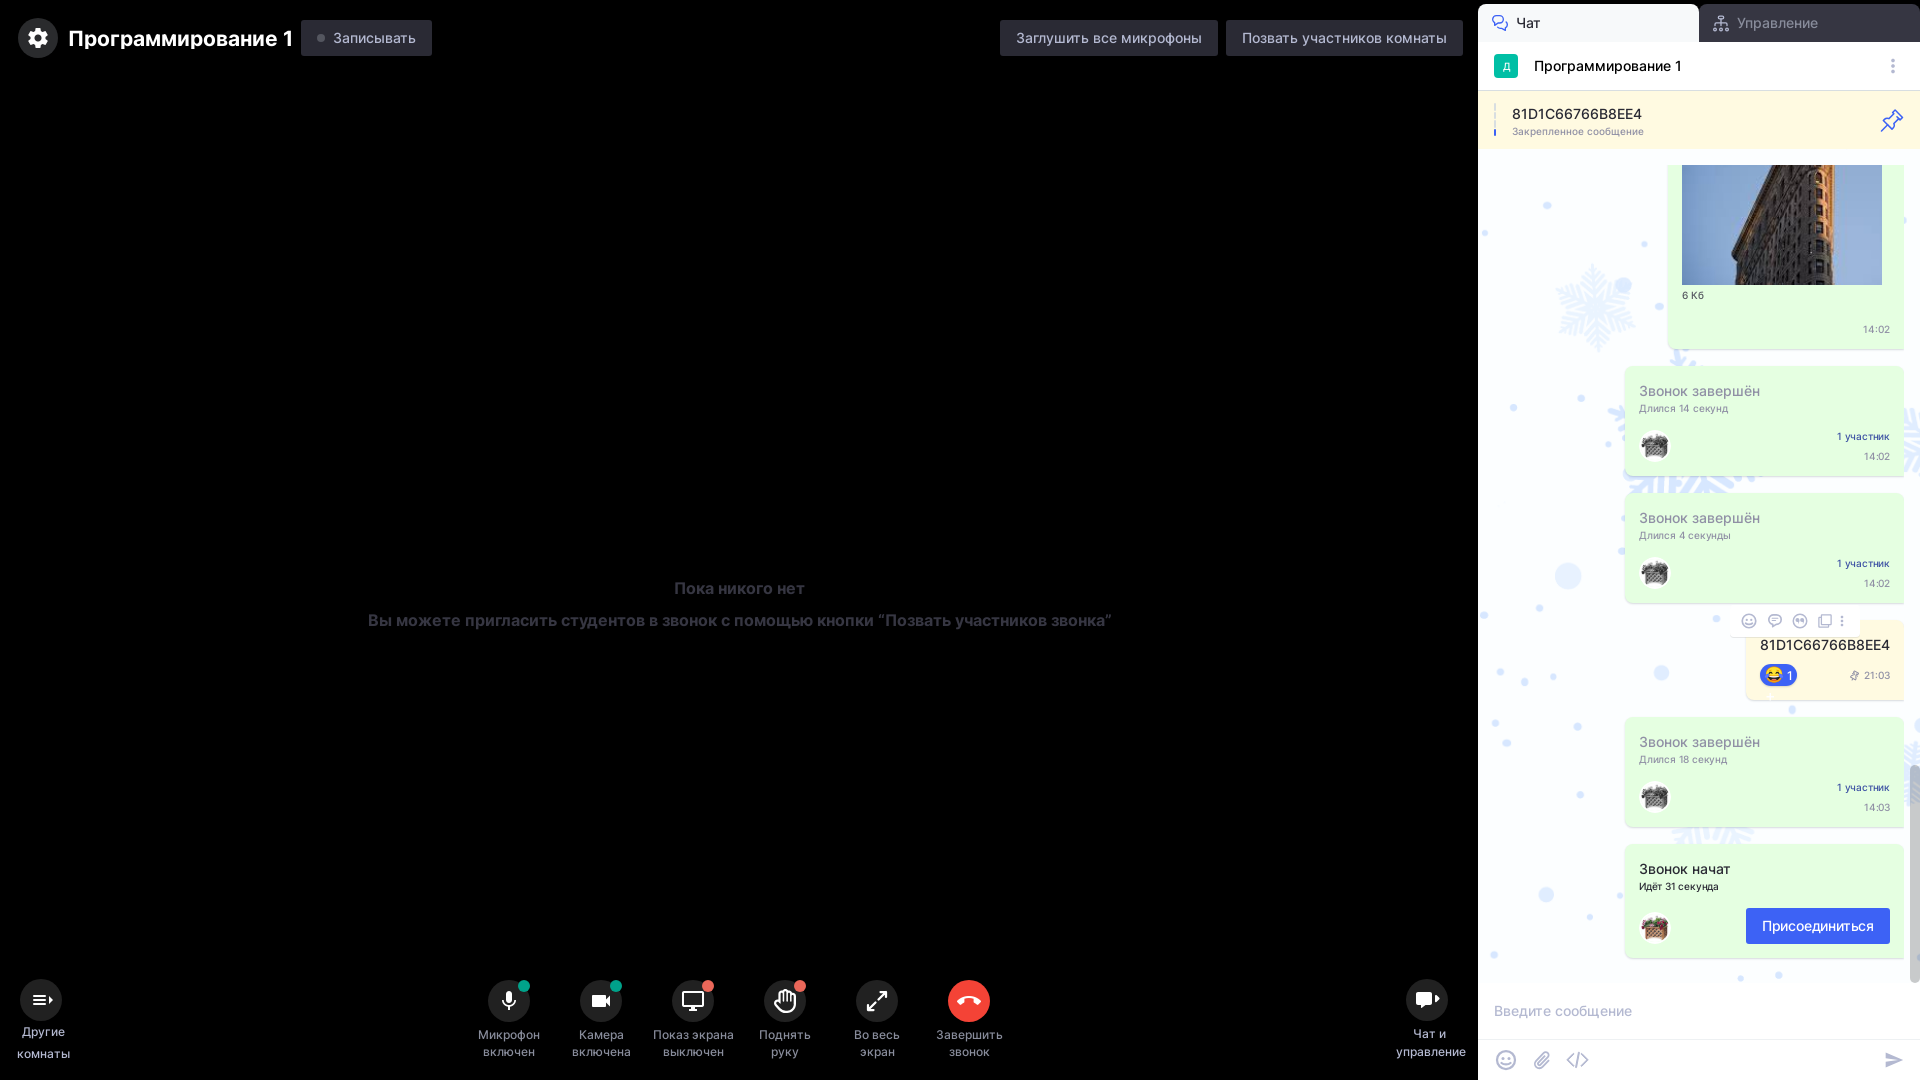 Программирование 1
Записывать
Заглушить все микрофоны
Позвать участников комнаты
Чат
Управление
Д
Программирование 1
81D1C66766B8EE4
Закрепленное сообщение
6 Кб
14:02
Звонок завершён
Длился 14 секунд
1 участник
14:02
Звонок завершён
Длился 4 секунды
1 участник
14:02
81D1C66766B8EE4
1
21:03
Звонок завершён
Длился 18 секунд
1 участник
14:03
Звонок начат
Идёт 31 секунда
Присоединиться
Введите сообщение
Пока никого нет
Вы можете пригласить студентов в звонок с помощью кнопки “Позвать участников звонка”
Другие
комнаты
Микрофон
включен
Камера
включена
Показ экрана
выключен
Поднять
руку
Во весь
экран
Завершить
звонок
Чат и
управление